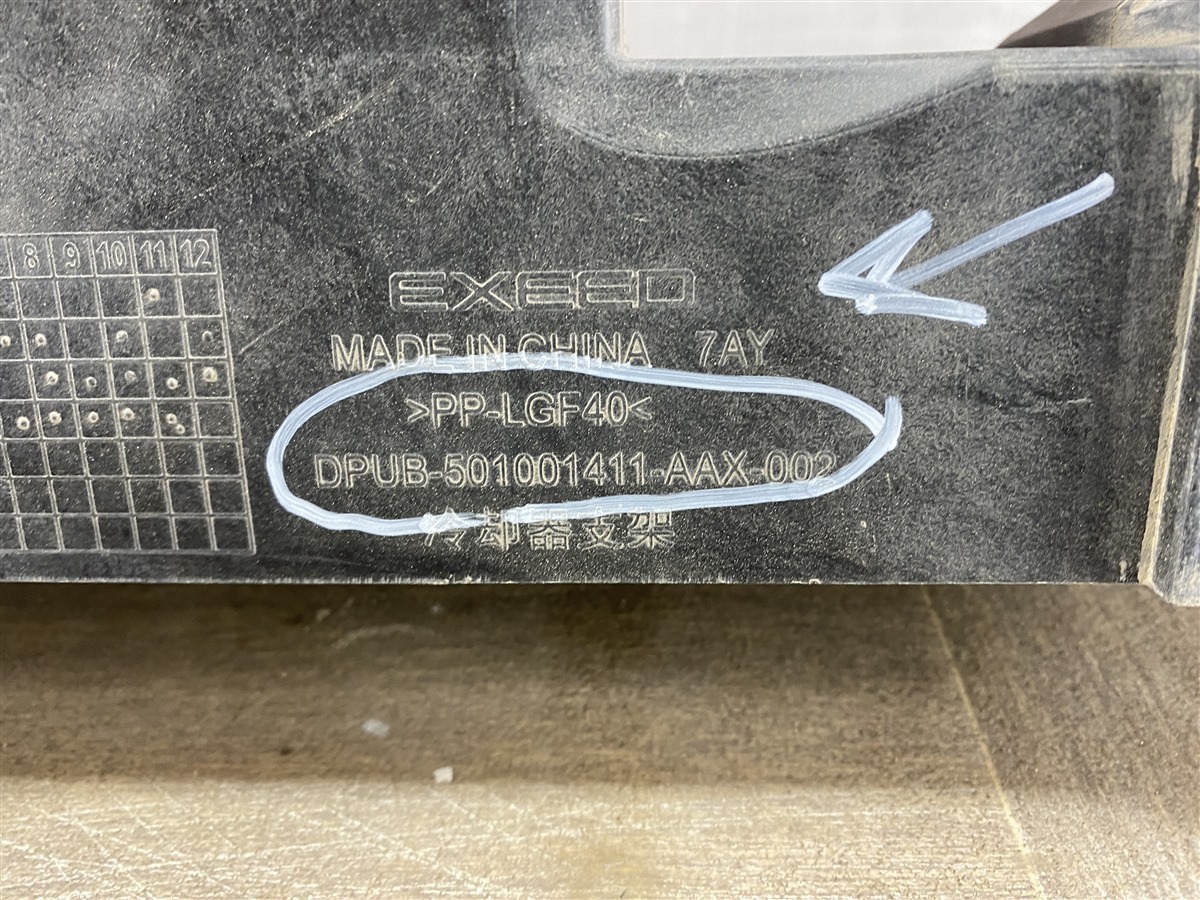 8 9 10 11 12
EXEED
MADE IN CHINA 7AY
>PP-LGF40<
DPUB-501001411-AAX-002
冷却器支架